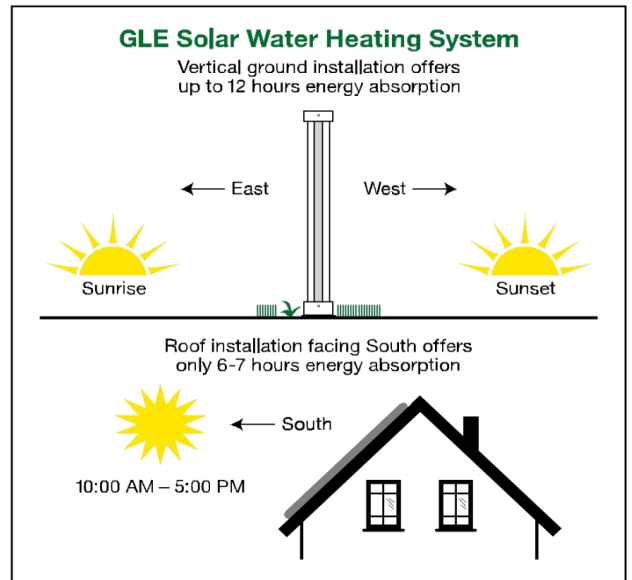 GLE Solar Water Heating System
Vertical ground installation offers
up to 12 hours energy absorption
East
West
Sunrise
Sunset
Roof installation facing South offers
only 6-7 hours energy absorption
South
10:00 AM – 5:00 PM